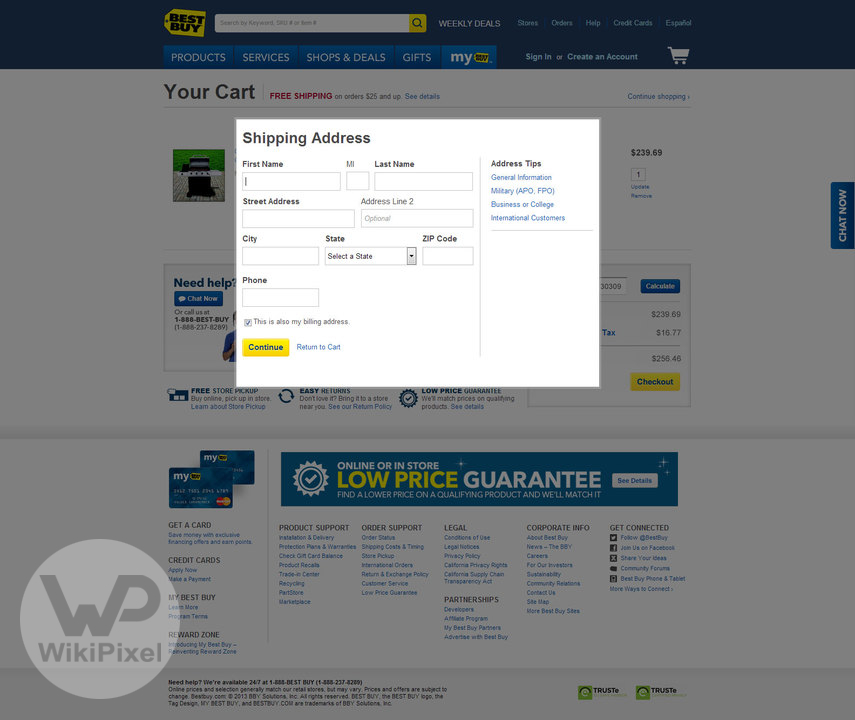 BEST BUY
Search by Keyword, SKU # or Item #
WEEKLY DEALS
Stores
Orders
Help
Credit Cards
Español
PRODUCTS
SERVICES
SHOPS & DEALS
GIFTS
my BEST BUY
Sign In or Create an Account
Your Cart
FREE SHIPPING on orders $25 and up. See details
Continue shopping ›
Shipping Address
First Name
MI
Last Name
Street Address
Address Line 2
Optional
City
State
ZIP Code
Select a State
Phone
This is also my billing address.
Continue
Return to Cart
Address Tips
General Information
Military (APO, FPO)
Business or College
International Customers
$239.69
1
Update
Remove
CHAT NOW
Need help?
Chat Now
Or call us at
1-888-BEST-BUY
(1-888-237-8289)
30309
Calculate
$239.69
Tax
$16.77
$256.46
Checkout
FREE STORE PICKUP
Buy online, pick up in store.
Learn about Store Pickup
EASY RETURNS
Don't love it? Bring it to a store
near you. See our Return Policy
LOW PRICE GUARANTEE
We'll match prices on qualifying
products. See details
my BEST BUY
my BEST BUY
ONLINE OR IN STORE
LOW PRICE GUARANTEE
FIND A LOWER PRICE ON A QUALIFYING PRODUCT AND WE'LL MATCH IT
See Details
GET A CARD
Save money with exclusive
financing offers and earn points.
CREDIT CARDS
Apply Now
Make a Payment
MY BEST BUY
Learn More
Program Terms
REWARD ZONE
Introducing My Best Buy –
Reinventing Reward Zone
PRODUCT SUPPORT
Installation & Delivery
Protection Plans & Warranties
Check Gift Card Balance
Product Recalls
Trade-in Center
Recycling
PartStore
Marketplace
ORDER SUPPORT
Order Status
Shipping Costs & Timing
Store Pickup
International Orders
Return & Exchange Policy
Customer Service
Low Price Guarantee
LEGAL
Conditions of Use
Legal Notices
Privacy Policy
California Privacy Rights
California Supply Chain
Transparency Act
PARTNERSHIPS
Developers
Affiliate Program
My Best Buy Partners
Advertise with Best Buy
CORPORATE INFO
About Best Buy
News – The BBY
Careers
For Our Investors
Sustainability
Community Relations
Contact Us
Site Map
More Best Buy Sites
GET CONNECTED
Follow @BestBuy
Join Us on Facebook
Share Your Ideas
Community Forums
Best Buy Phone & Tablet
More Ways to Connect ›
WP
WikiPixel
Need help? We're available 24/7 at 1-888-BEST BUY (1-888-237-8289)
Online prices and selection generally match our retail stores, but may vary. Prices and offers are subject to
change. Bestbuy.com: © 2013 BBY Solutions, Inc. All rights reserved. BEST BUY, the BEST BUY logo, the
Tag Design, MY BEST BUY, and BESTBUY.COM are trademarks of BBY Solutions, Inc.
TRUSTe
TRUSTe